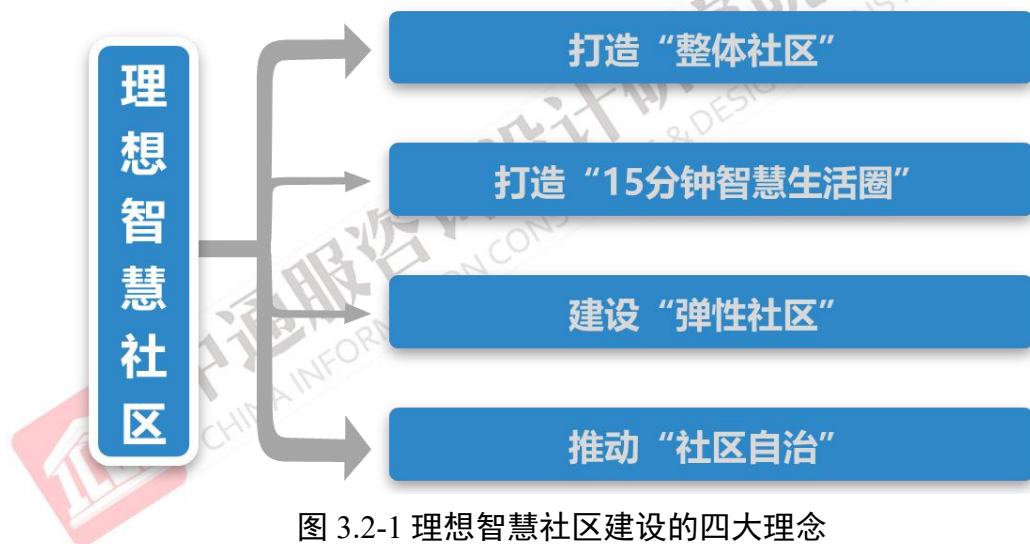 理想智慧社区
打造“整体社区”
打造“15分钟智慧生活圈”
建设“弹性社区”
推动“社区自治”
图 3.2-1 理想智慧社区建设的四大理念